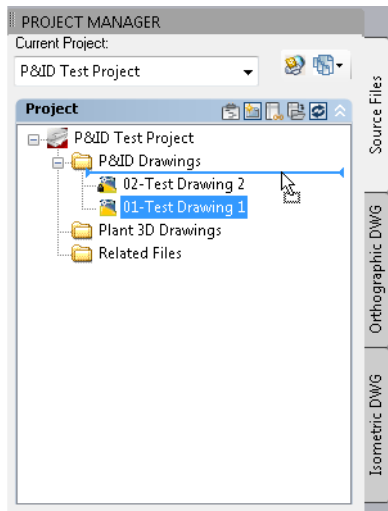 PROJECT MANAGER
Current Project:
P&ID Test Project
Project
P&ID Test Project
P&ID Drawings
02-Test Drawing 2
01-Test Drawing 1
Plant 3D Drawings
Related Files
Source Files
Orthographic DWG
Isometric DWG